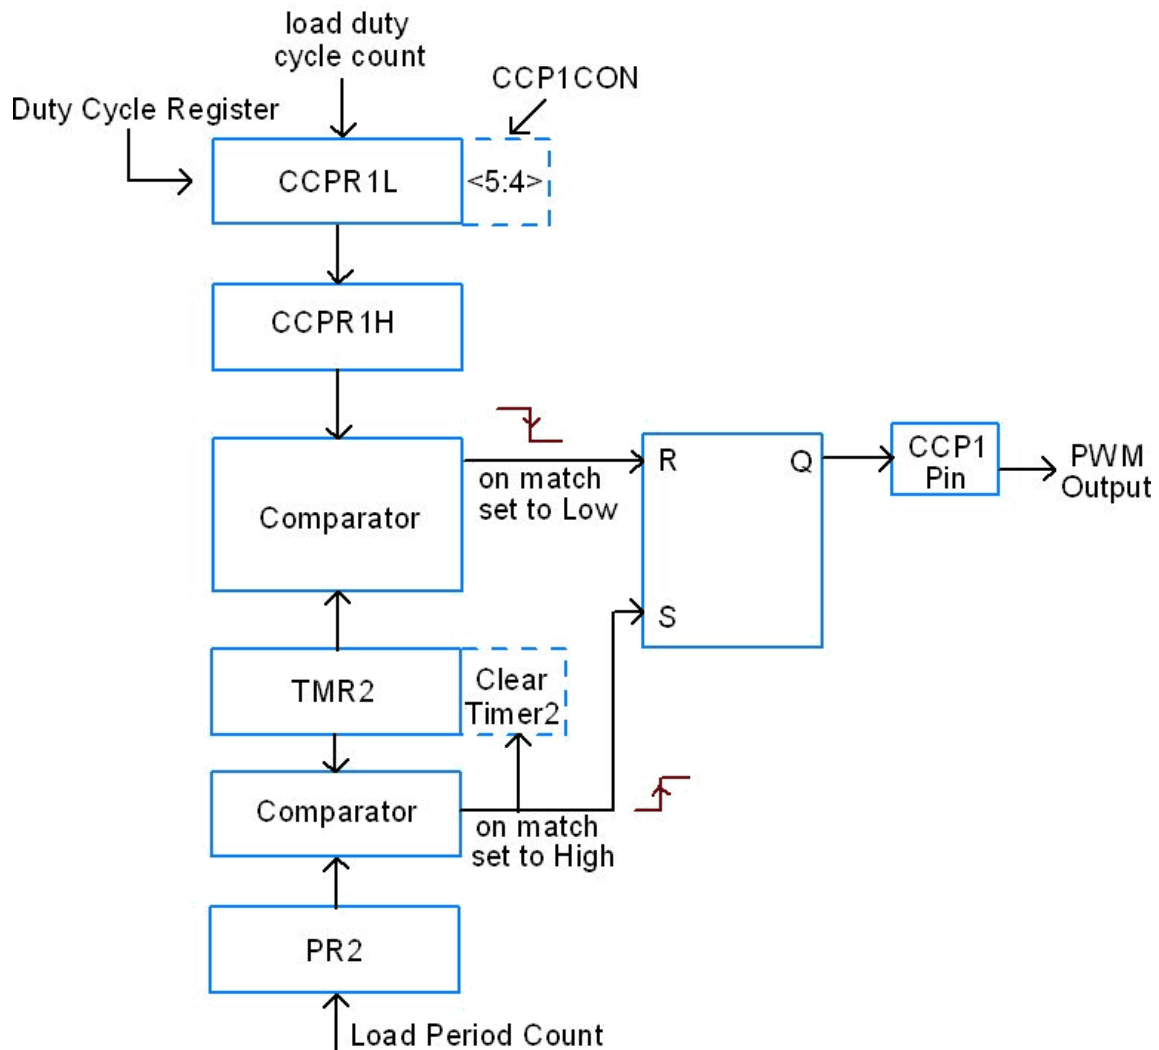 load duty
cycle count
CCP1CON
Duty Cycle Register
CCPR1L
<5:4>
CCPR1H
on match
set to Low
Comparator
R
Q
S
CCP1
Pin
PWM
Output
TMR2
Clear
Timer2
Comparator
on match
set to High
PR2
Load Period Count